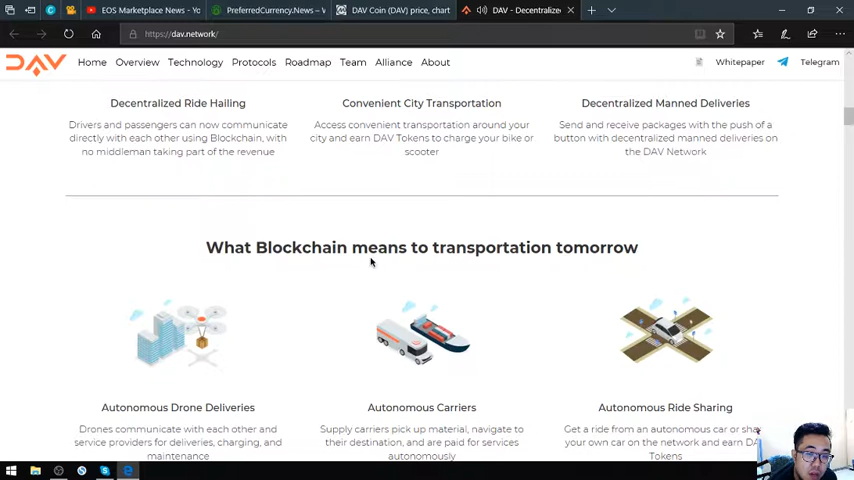 EOS Marketplace News - Yo
PreferredCurrency.News – V
DAV Coin (DAV) price, chart
DAV - Decentralize
https://dav.network/
DAV
Home Overview Technology Protocols Roadmap Team Alliance About
Whitepaper
Telegram
Decentralized Ride Hailing
Drivers and passengers can now communicate
directly with each other using Blockchain, with
no middleman taking part of the revenue
Convenient City Transportation
Access convenient transportation around your
city and earn DAV Tokens to charge your bike or
scooter
Decentralized Manned Deliveries
Send and receive packages with the push of a
button with decentralized manned deliveries on
the DAV Network
What Blockchain means to transportation tomorrow
Autonomous Drone Deliveries
Drones communicate with each other and
service providers for deliveries, charging, and
maintenance
Autonomous Carriers
Supply carriers pick up material, navigate to
their destination, and are paid for services
autonomously
Autonomous Ride Sharing
Get a ride from an autonomous car or sha
your own car on the network and earn DA
Tokens